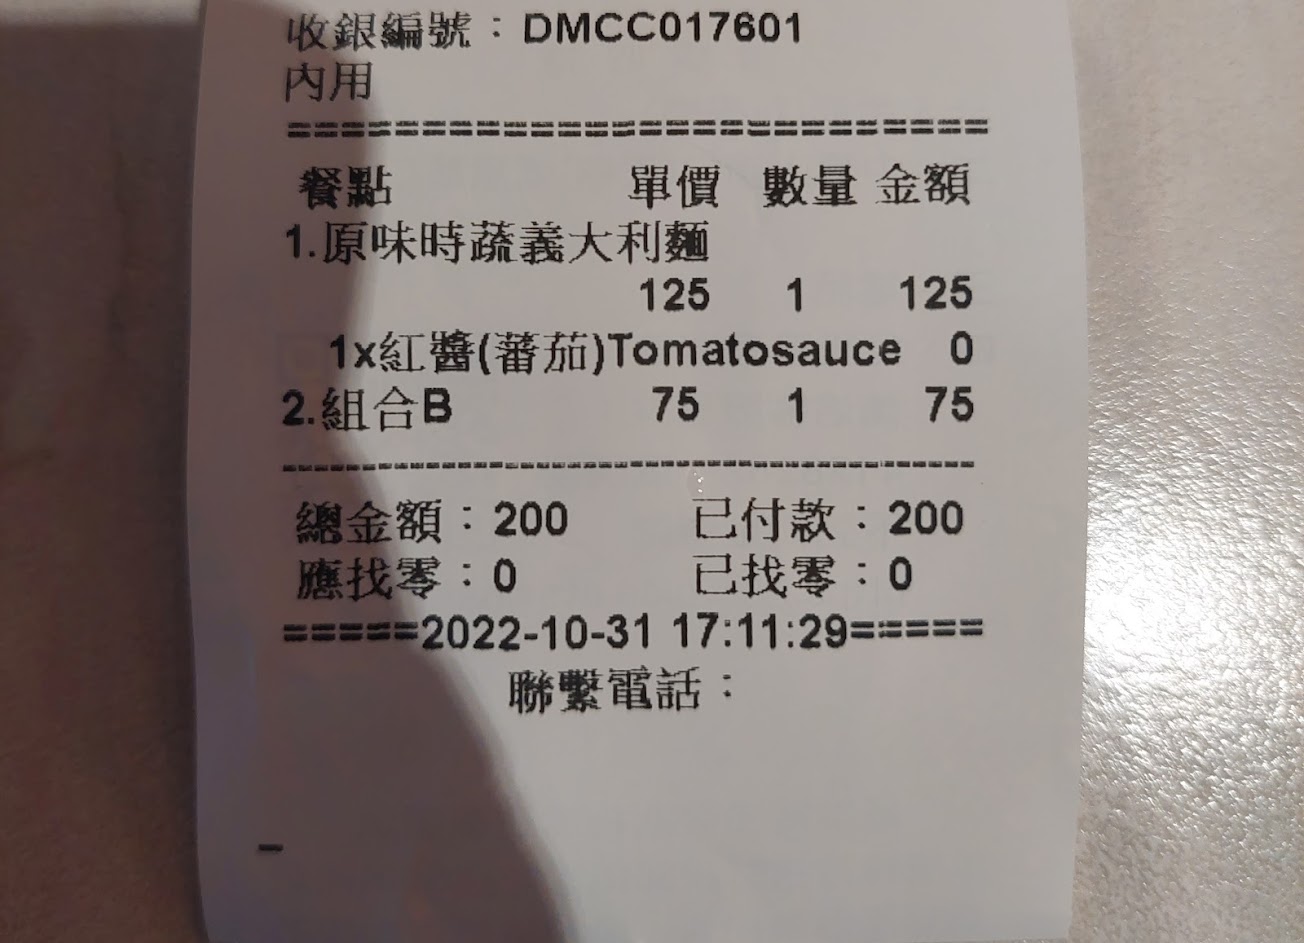 收銀編號：DMCC017601
內用
==========================
餐點 單價 數量 金額
1.原味時蔬義大利麵
125 1 125
1x紅醬(蕃茄)Tomatosauce 0
2.組合B 75 1 75
--------------------------------------
總金額：200 已付款：200
應找零：0 已找零：0
=====2022-10-31 17:11:29=====
聯繫電話：